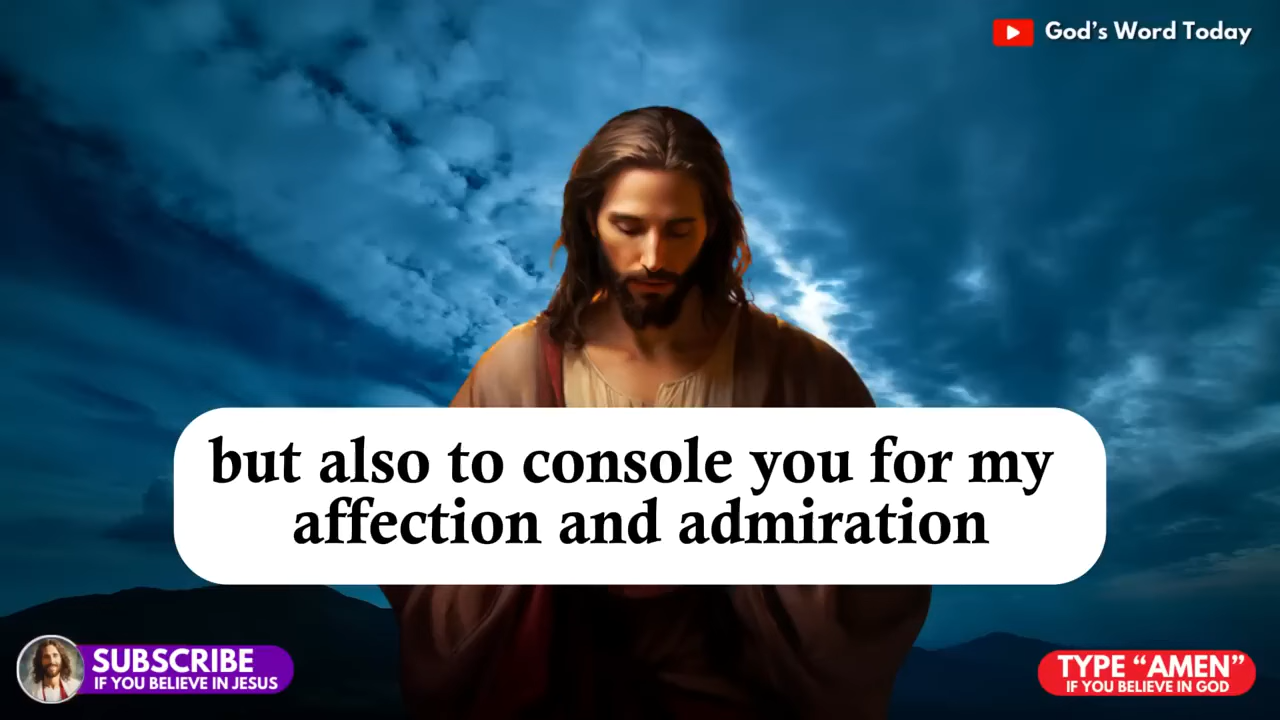 God's Word Today
but also to console you for my
affection and admiration
SUBSCRIBE
IF YOU BELIEVE IN JESUS
TYPE “AMEN”
IF YOU BELIEVE IN GOD